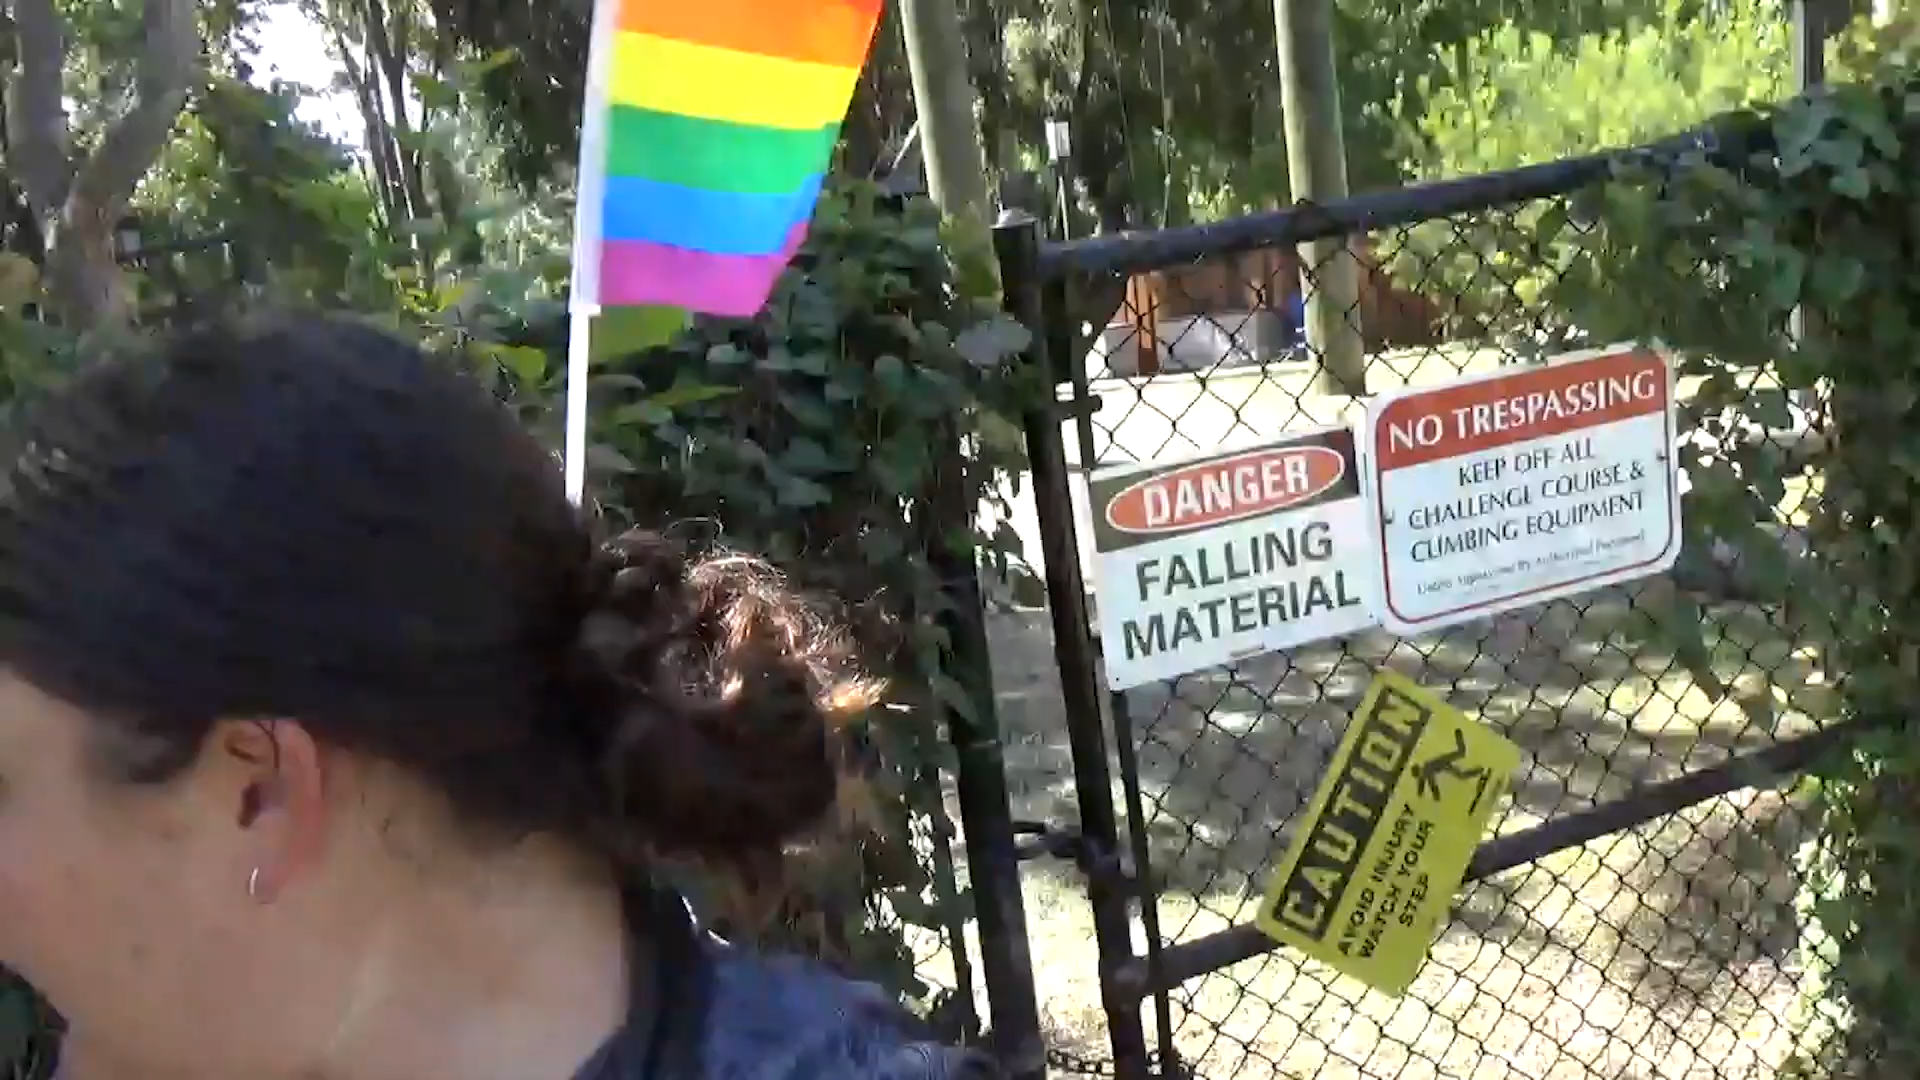 DANGER
FALLING
MATERIAL
NO TRESPASSING
KEEP OFF ALL
CHALLENGE COURSE &
CLIMBING EQUIPMENT
CAUTION
AVOID INJURY
WATCH YOUR
STEP